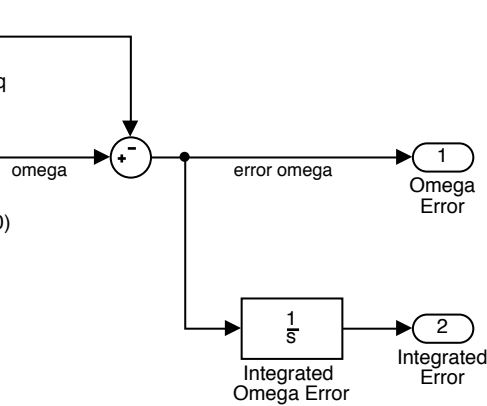 q
omega
+
-
error omega
1
Omega
Error
0)
1
s
Integrated
Omega Error
2
Integrated
Error